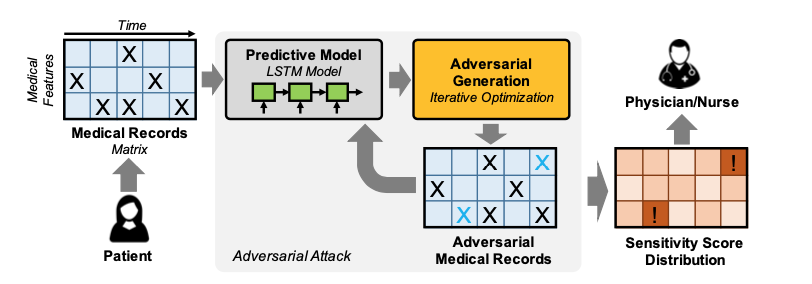 Time
Medical
Features
X
X X
X X X
Medical Records
Matrix
Patient
Predictive Model
LSTM Model
Adversarial
Generation
Iterative Optimization
X X
X X
X X X
Adversarial
Medical Records
Adversarial Attack
!
!
Sensitivity Score
Distribution
Physician/Nurse